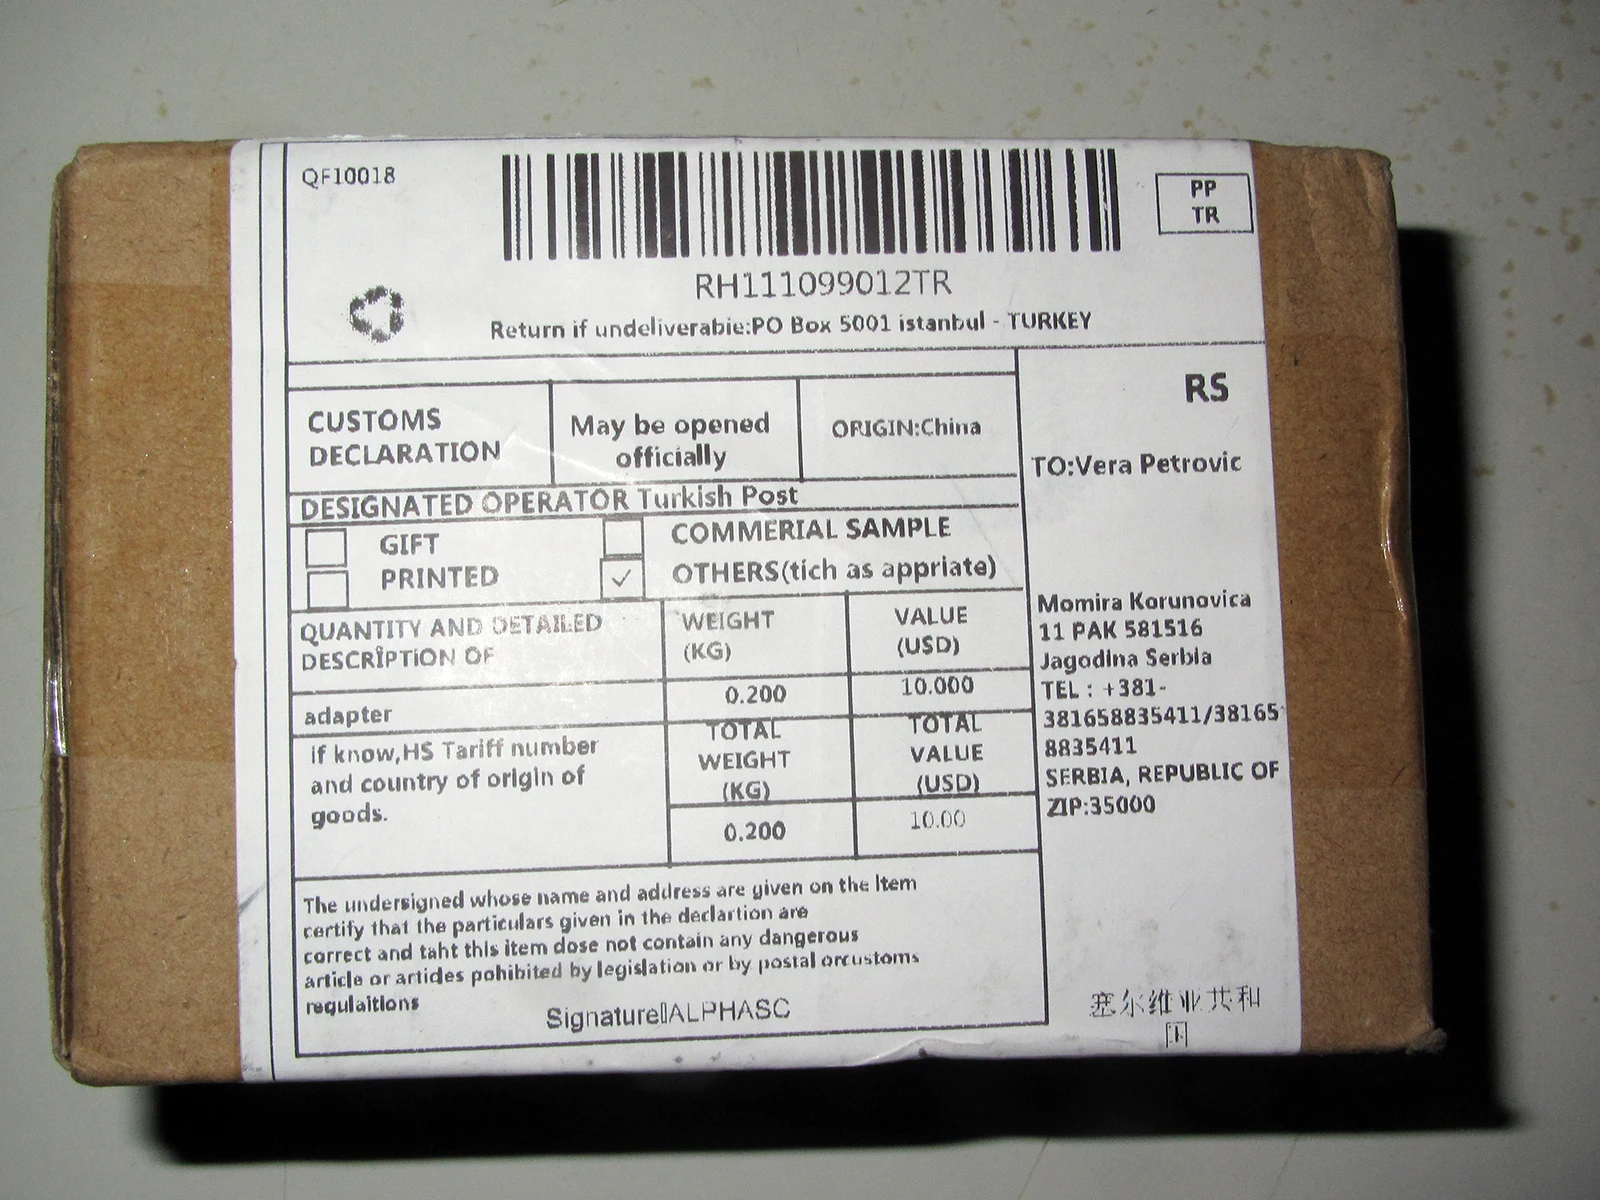 QF10018
PP
TR
RH111099012TR
Return if undeliverabie:PO Box 5001 istanbul - TURKEY
RS
CUSTOMS
DECLARATION
May be opened
officially
ORIGIN:China
TO:Vera Petrovic
DESIGNATED OPERATOR Turkish Post
GIFT
COMMERIAL SAMPLE
PRINTED
OTHERS(tich as appriate)
QUANTITY AND DETAILED
DESCRIPTION OF
WEIGHT
(KG)
VALUE
(USD)
adapter
0.200
10.000
if know,HS Tariff number
and country of origin of
goods.
TOTAL
WEIGHT
(KG)
TOTAL
VALUE
(USD)
0.200
10.00
Momira Korunovica
11 PAK 581516
Jagodina Serbia
TEL : +381-
381658835411/38165
8835411
SERBIA, REPUBLIC OF
ZIP:35000
The undersigned whose name and address are given on the Item
certify that the particulars given in the declartion are
correct and taht this item dose not contain any dangerous
article or artides pohibited by legislation or by postal orcustoms
regulaitions
Signature ALPHASC
塞尔维亚共和
国